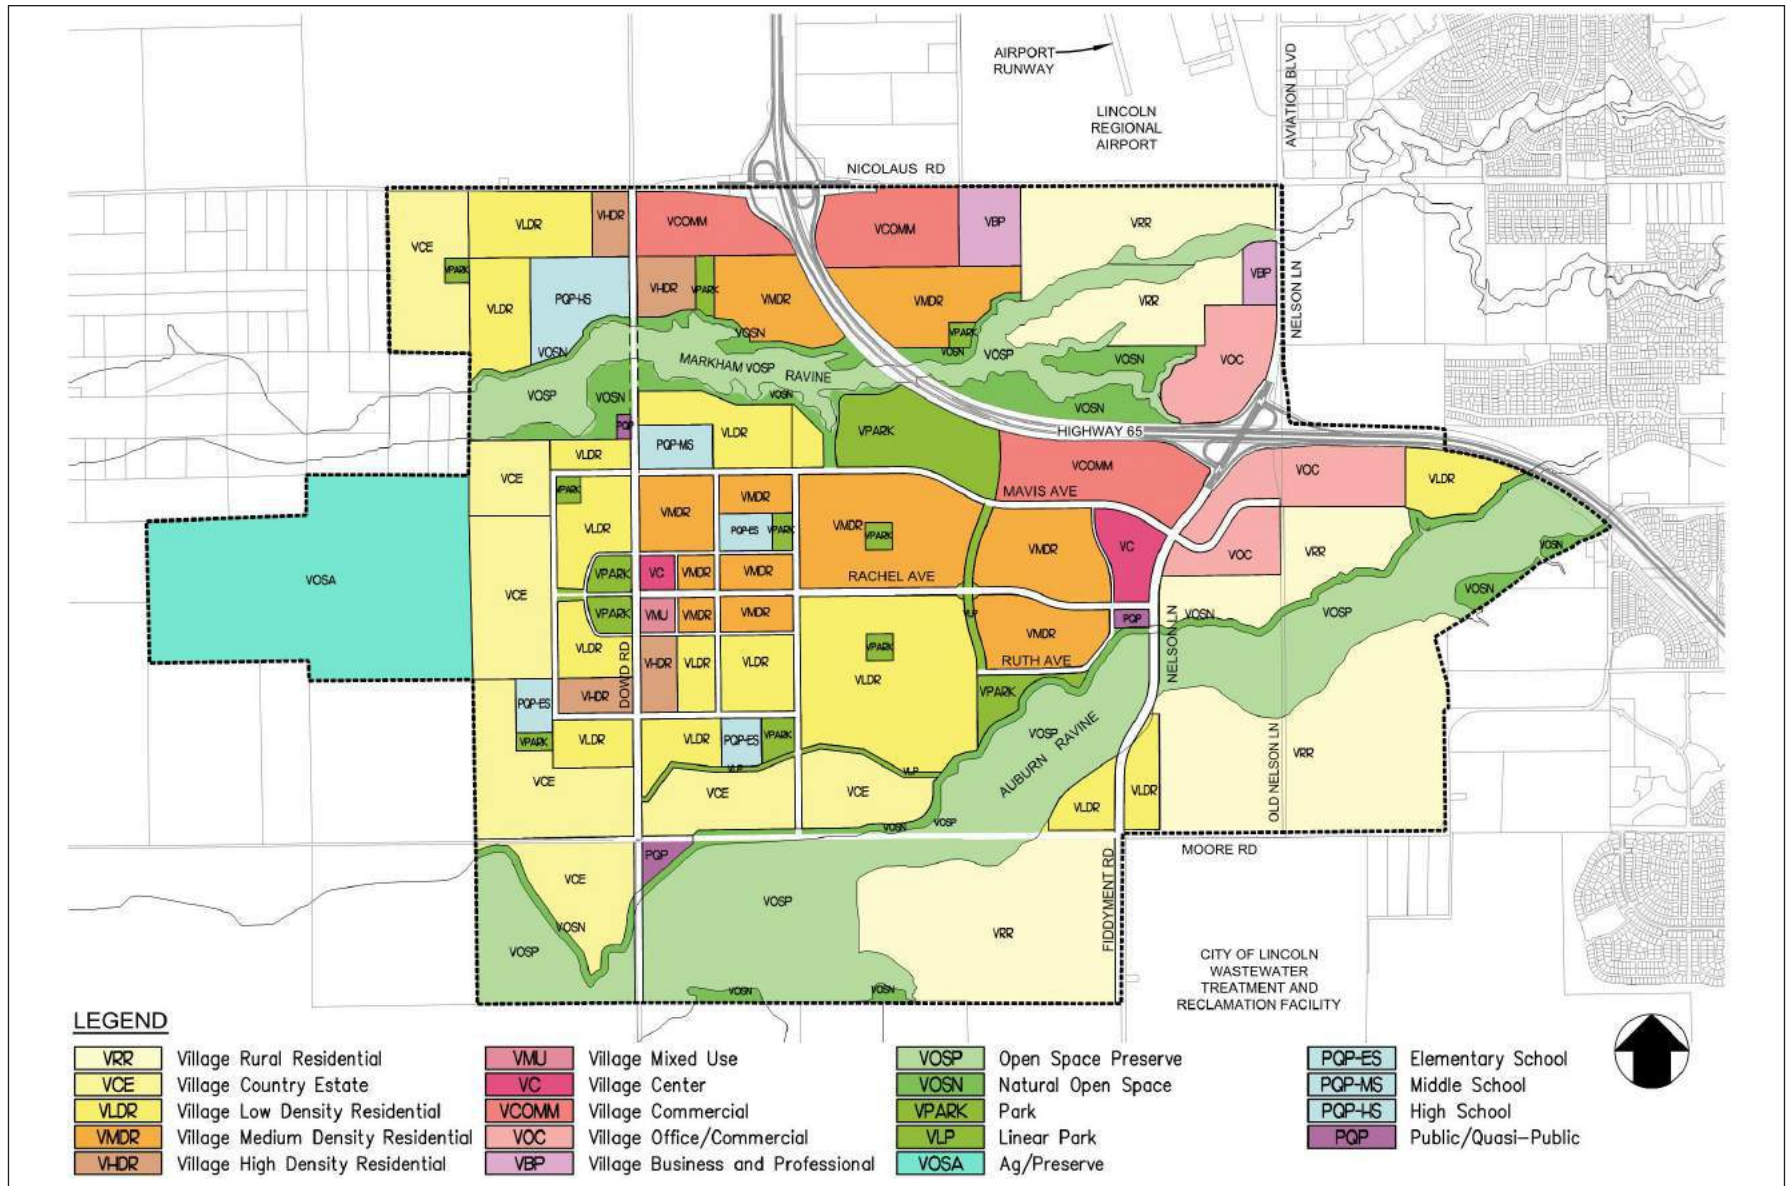 AIRPORT
RUNWAY
LINCOLN
REGIONAL
AIRPORT
AVIATION BLVD
NICOLAUS RD
VCE
VLDR
VHDR
VCOMM
VCOMM
VBP
VRR
VPARK
VLDR
PQP-HS
VHDR
VPARK
VMDR
VMDR
VRR
VBP
NELSON LN
VOSN
VOSN
VPARK
VOSN
VOSP
VOSN
VOC
MARKHAM VOSP RAVINE
VOSP
VOSN
VOSN
VOSN
PQP
VLDR
VPARK
HIGHWAY 65
PQP-MS
VLDR
VCE
VCOMM
VOC
VLDR
MAVIS AVE
VPARK
VLDR
VMDR
VMDR
PQP-ES
VPARK
VMDR
VPARK
VMDR
VC
VOC
VRR
VOSN
VOSA
VCE
VPARK
VC
VMDR
VMDR
RACHEL AVE
VPARK
VMU
VMDR
VMDR
VLP
VMDR
PQP
VOSN
VOSP
VOSN
VLDR
DOWD RD
VHDR
VLDR
VLDR
VPARK
VLDR
RUTH AVE
NELSON LN
PQP-ES
VHDR
VPARK
VPARK
VLDR
VLDR
PQP-ES
VPARK
VOSP
AUBURN RAVINE
VRR
OLD NELSON LN
VLP
VLP
VCE
VCE
VCE
VLDR
VLDR
VOSN
VOSP
MOORE RD
PQP
VCE
VOSP
FIDDYMENT RD
VOSN
VOSP
VRR
VOSN
VOSN
CITY OF LINCOLN
WASTEWATER
TREATMENT AND
RECLAMATION FACILITY
LEGEND
VRR Village Rural Residential
VCE Village Country Estate
VLDR Village Low Density Residential
VMDR Village Medium Density Residential
VHDR Village High Density Residential
VMU Village Mixed Use
VC Village Center
VCOMM Village Commercial
VOC Village Office/Commercial
VBP Village Business and Professional
VOSP Open Space Preserve
VOSN Natural Open Space
VPARK Park
VLP Linear Park
VOSA Ag/Preserve
PQP-ES Elementary School
PQP-MS Middle School
PQP-HS High School
PQP Public/Quasi-Public